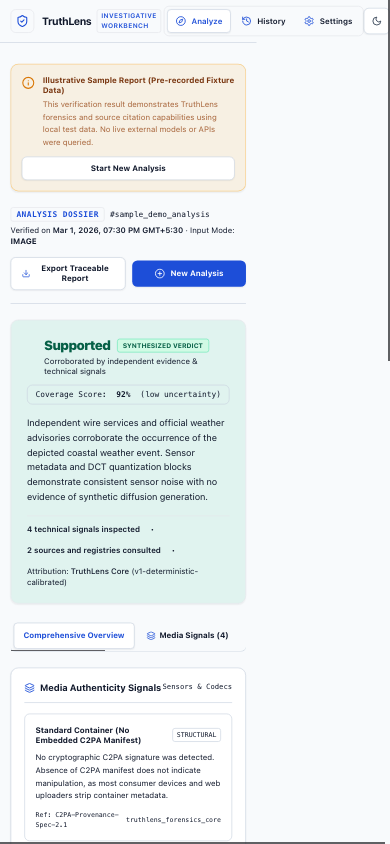 TruthLens
INVESTIGATIVE
WORKBENCH
Analyze
History
Settings
Illustrative Sample Report (Pre-recorded Fixture
Data)
This verification result demonstrates TruthLens
forensics and source citation capabilities using
local test data. No live external models or APIs
were queried.
Start New Analysis
ANALYSIS DOSSIER #sample_demo_analysis
Verified on Mar 1, 2026, 07:30 PM GMT+5:30 · Input Mode:
IMAGE
Export Traceable
Report
New Analysis
Supported SYNTHESIZED VERDICT
Corroborated by independent evidence &
technical signals
Coverage Score: 92% (low uncertainty)
Independent wire services and official weather
advisories corroborate the occurrence of the
depicted coastal weather event. Sensor
metadata and DCT quantization blocks
demonstrate consistent sensor noise with no
evidence of synthetic diffusion generation.
4 technical signals inspected •
2 sources and registries consulted •
Attribution: TruthLens Core (v1-deterministic-
calibrated)
Comprehensive Overview
Media Signals (4)
Media Authenticity Signals Sensors & Codecs
Standard Container (No
Embedded C2PA Manifest)
STRUCTURAL
No cryptographic C2PA signature was detected.
Absence of C2PA manifest does not indicate
manipulation, as most consumer devices and web
uploaders strip container metadata.
Ref: C2PA-Provenance-
Spec-2.1
truthlens_forensics_core